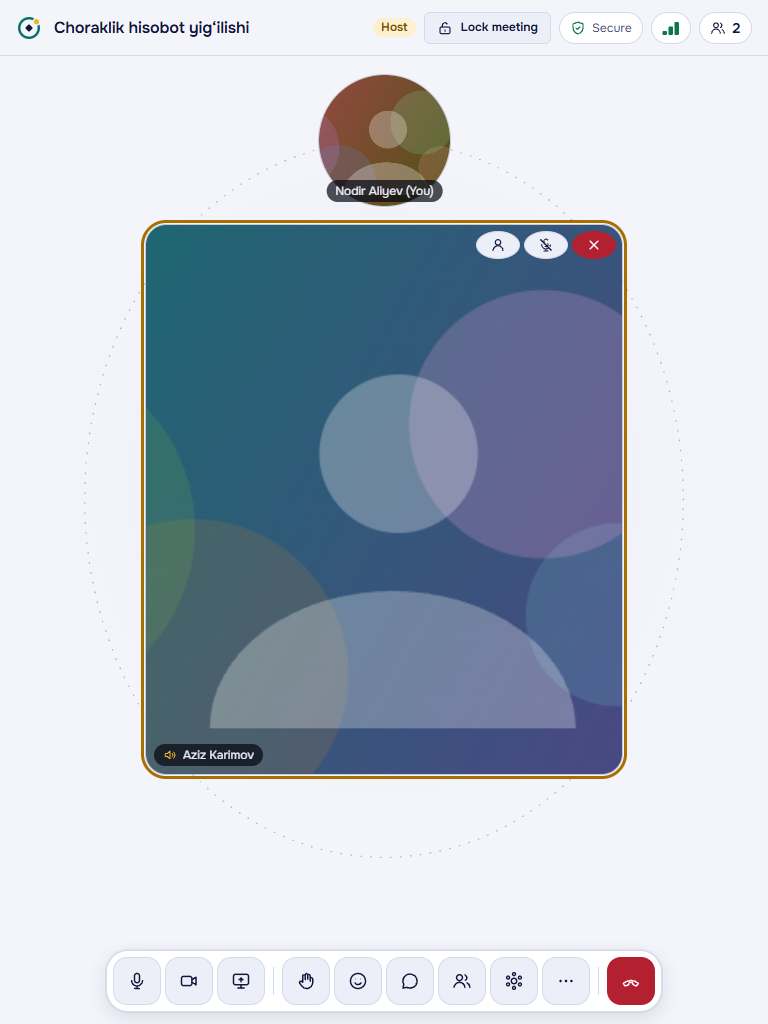 Choraklik hisobot yig‘ilishi
Host
Lock meeting
Secure
2
Nodir Aliyev (You)
Aziz Karimov